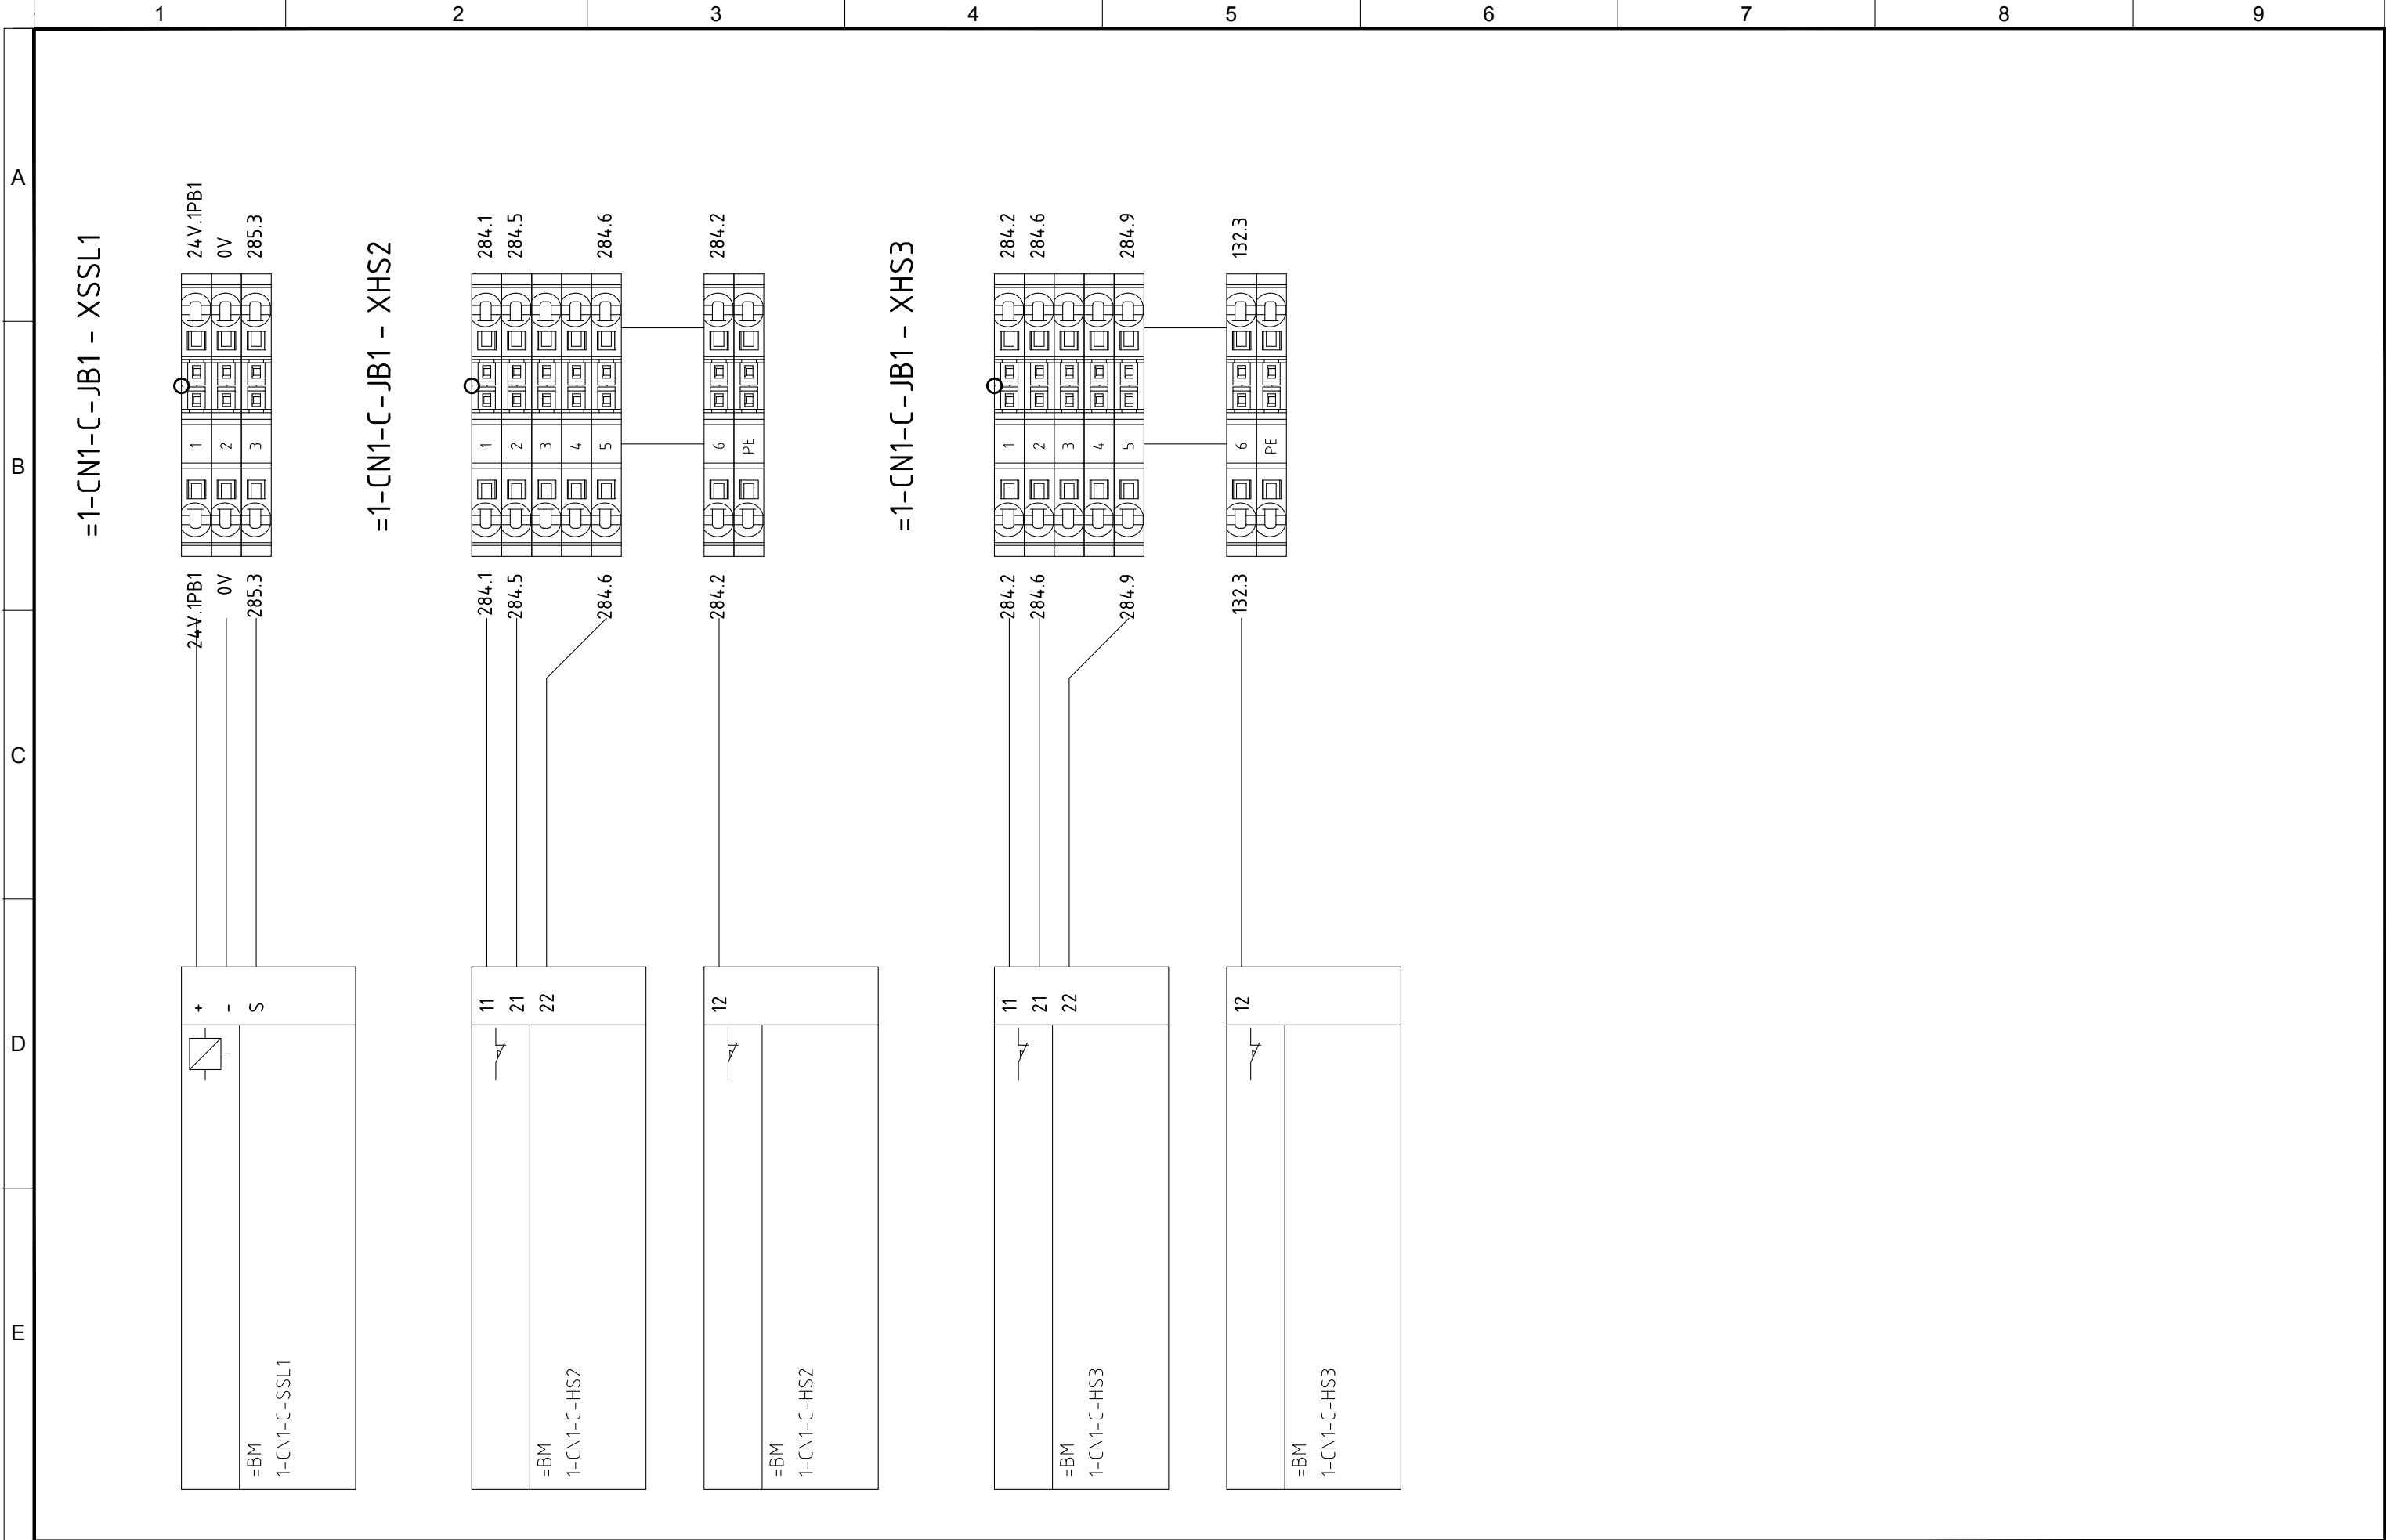 1 2 3 4 5 6 7 8 9
A
B
C
D
E
=1-CN1-C-JB1 - XSSL1
24V.1PB1
0V
285.3
1
2
3
24V.1PB1
0V
285.3
+
-
S
=BM
1-CN1-C-SSL1
=1-CN1-C-JB1 - XHS2
284.1
284.5
284.6
284.2
1
2
3
4
5
6
PE
284.1
284.5
284.6
284.2
11
21
22
=BM
1-CN1-C-HS2
12
=BM
1-CN1-C-HS2
=1-CN1-C-JB1 - XHS3
284.2
284.6
284.9
132.3
1
2
3
4
5
6
PE
284.2
284.6
284.9
132.3
11
21
22
=BM
1-CN1-C-HS3
12
=BM
1-CN1-C-HS3